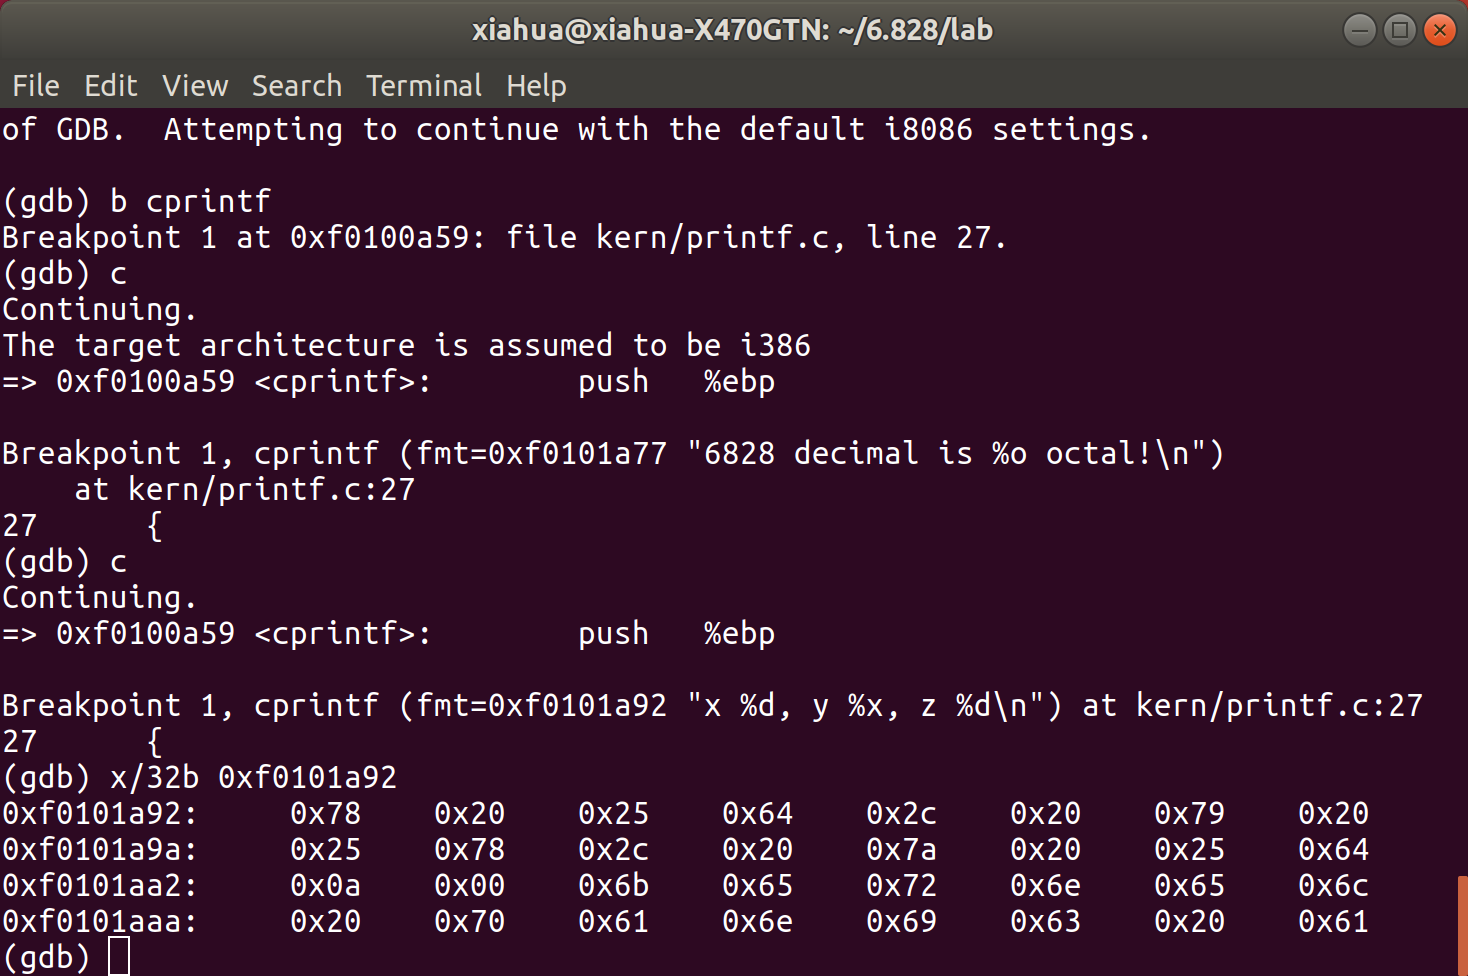 xiahua@xiahua-X470GTN: ~/6.828/lab
File Edit View Search Terminal Help
of GDB.  Attempting to continue with the default i8086 settings.
(gdb) b cprintf
Breakpoint 1 at 0xf0100a59: file kern/printf.c, line 27.
(gdb) c
Continuing.
The target architecture is assumed to be i386
=> 0xf0100a59 <cprintf>:        push   %ebp
Breakpoint 1, cprintf (fmt=0xf0101a77 "6828 decimal is %o octal!\n")
    at kern/printf.c:27
27      {
(gdb) c
Continuing.
=> 0xf0100a59 <cprintf>:        push   %ebp
Breakpoint 1, cprintf (fmt=0xf0101a92 "x %d, y %x, z %d\n") at kern/printf.c:27
27      {
(gdb) x/32b 0xf0101a92
0xf0101a92:     0x78    0x20    0x25    0x64    0x2c    0x20    0x79    0x20
0xf0101a9a:     0x25    0x78    0x2c    0x20    0x7a    0x20    0x25    0x64
0xf0101aa2:     0x0a    0x00    0x6b    0x65    0x72    0x6e    0x65    0x6c
0xf0101aaa:     0x20    0x70    0x61    0x6e    0x69    0x63    0x20    0x61
(gdb)